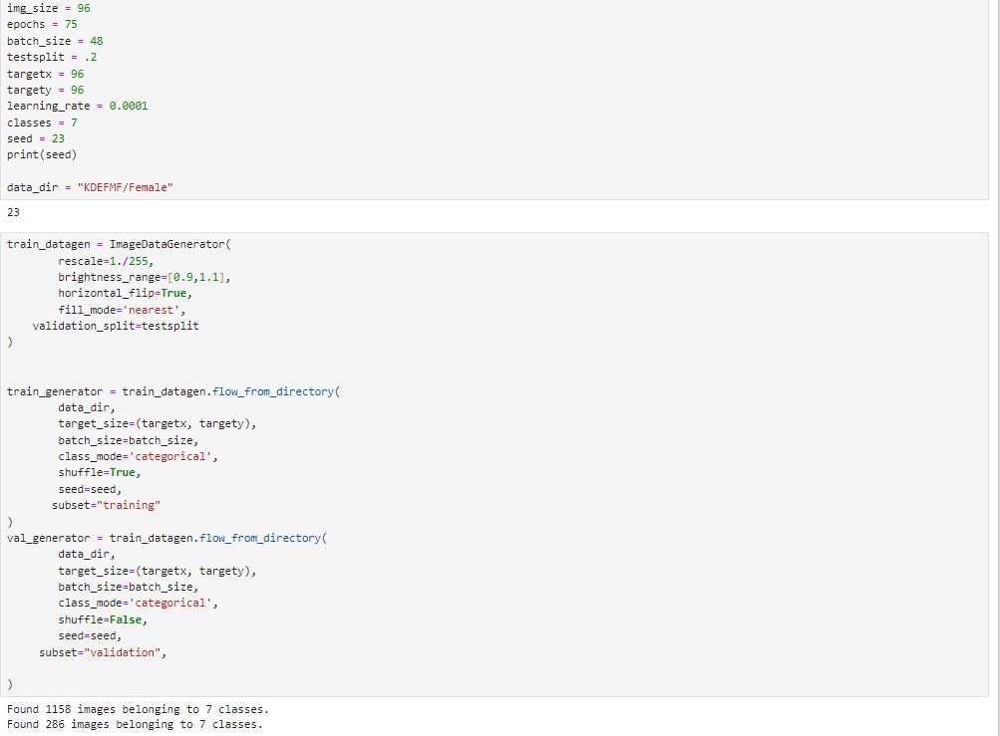 img_size = 96
epochs = 75
batch_size = 48
testsplit = .2
targetx = 96
targety = 96
learning_rate = 0.0001
classes = 7
seed = 23
print(seed)
data_dir = "KDEFMF/Female"
23
train_datagen = ImageDataGenerator(
        rescale=1./255,
        brightness_range=[0.9,1.1],
        horizontal_flip=True,
        fill_mode='nearest',
    validation_split=testsplit
)
train_generator = train_datagen.flow_from_directory(
        data_dir,
        target_size=(targetx, targety),
        batch_size=batch_size,
        class_mode='categorical',
        shuffle=True,
        seed=seed,
       subset="training"
)
val_generator = train_datagen.flow_from_directory(
        data_dir,
        target_size=(targetx, targety),
        batch_size=batch_size,
        class_mode='categorical',
        shuffle=False,
        seed=seed,
     subset="validation",
)
Found 1158 images belonging to 7 classes.
Found 286 images belonging to 7 classes.